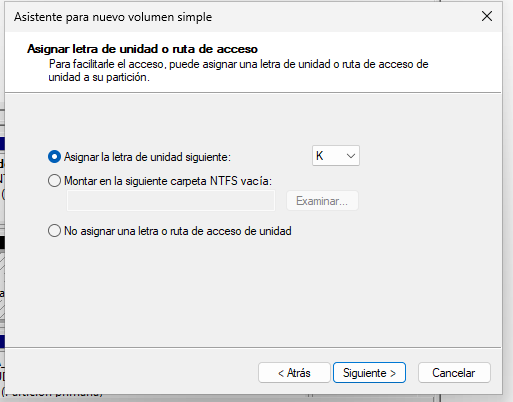 Asistente para nuevo volumen simple
Asignar letra de unidad o ruta de acceso
Para facilitarle el acceso, puede asignar una letra de unidad o ruta de acceso de
unidad a su partición.
Asignar la letra de unidad siguiente:
K
Montar en la siguiente carpeta NTFS vacía:
Examinar...
No asignar una letra o ruta de acceso de unidad
< Atrás
Siguiente >
Cancelar